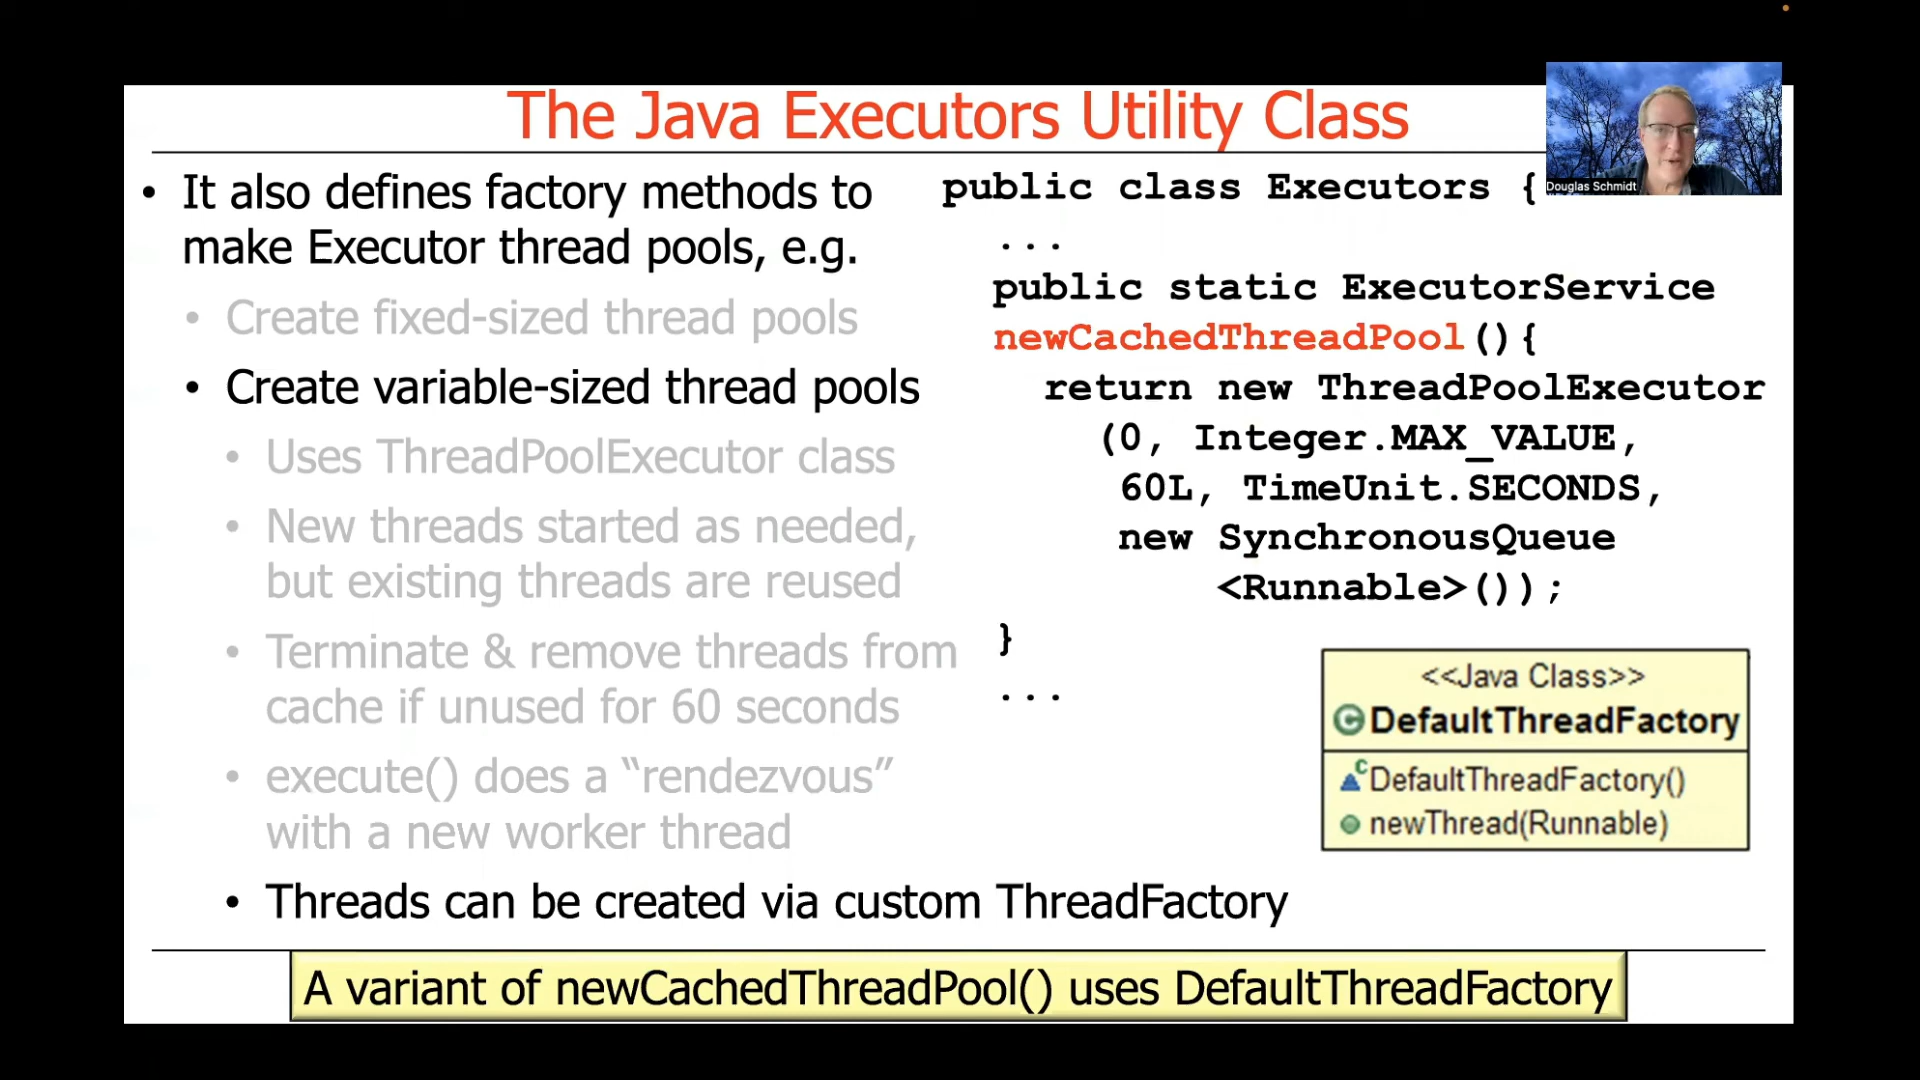 The Java Executors Utility Class
Douglas Schmidt
• It also defines factory methods to
make Executor thread pools, e.g.
• Create fixed-sized thread pools
• Create variable-sized thread pools
• Uses ThreadPoolExecutor class
• New threads started as needed,
but existing threads are reused
• Terminate & remove threads from
cache if unused for 60 seconds
• execute() does a “rendezvous”
with a new worker thread
• Threads can be created via custom ThreadFactory
public class Executors {
...
public static ExecutorService
newCachedThreadPool(){
return new ThreadPoolExecutor
(0, Integer.MAX_VALUE,
60L, TimeUnit.SECONDS,
new SynchronousQueue
<Runnable>());
}
...
<<Java Class>>
C DefaultThreadFactory
C DefaultThreadFactory()
newThread(Runnable)
A variant of newCachedThreadPool() uses DefaultThreadFactory